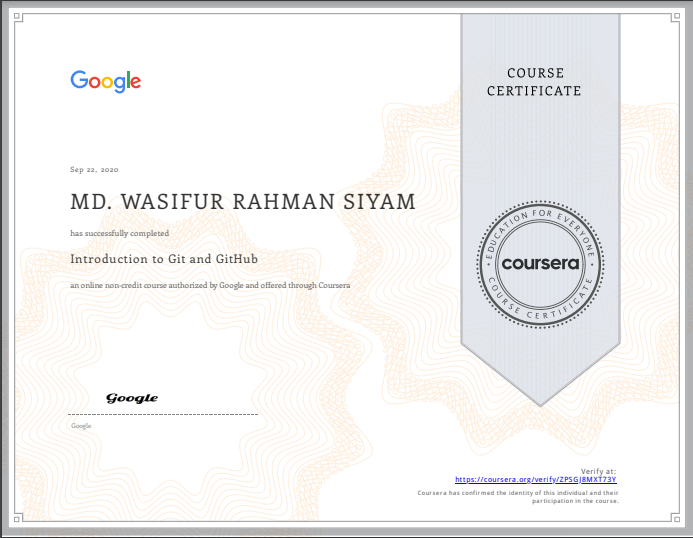 Google
COURSE
CERTIFICATE
Sep 22, 2020
MD. WASIFUR RAHMAN SIYAM
has successfully completed
Introduction to Git and GitHub
an online non-credit course authorized by Google and offered through Coursera
EDUCATION FOR EVERYONE
coursera
COURSE CERTIFICATE
Google
Google
Verify at:
https://coursera.org/verify/ZPSGJ8MXT73Y
Coursera has confirmed the identity of this individual and their
participation in the course.